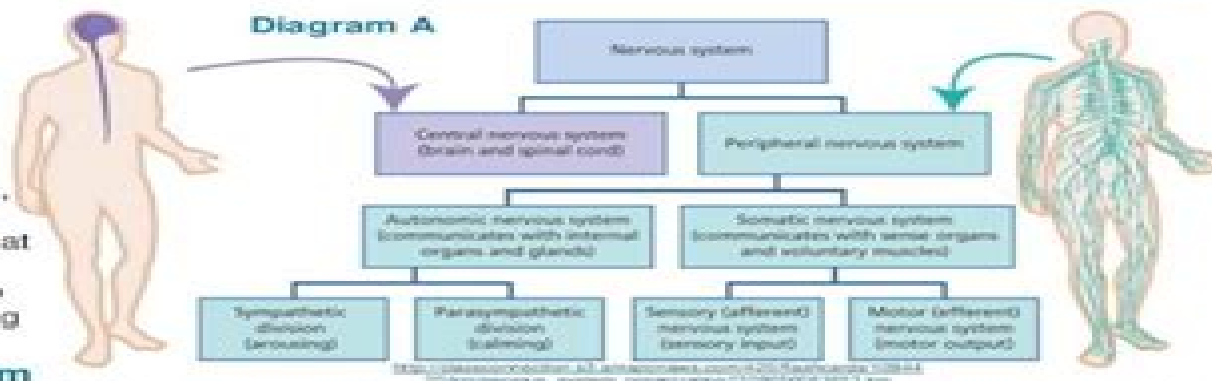 Diagram A
Nervous system
Central nervous system
(brain and spinal cord)
Peripheral nervous system
Autonomic nervous system
(communicates with internal
organs and glands)
Somatic nervous system
(communicates with sense organs
and voluntary muscles)
Sympathetic
division
(arousing)
Parasympathetic
division
(calming)
Sensory (afferent)
nervous system
(sensory input)
Motor (efferent)
nervous system
(motor output)
at
g
m